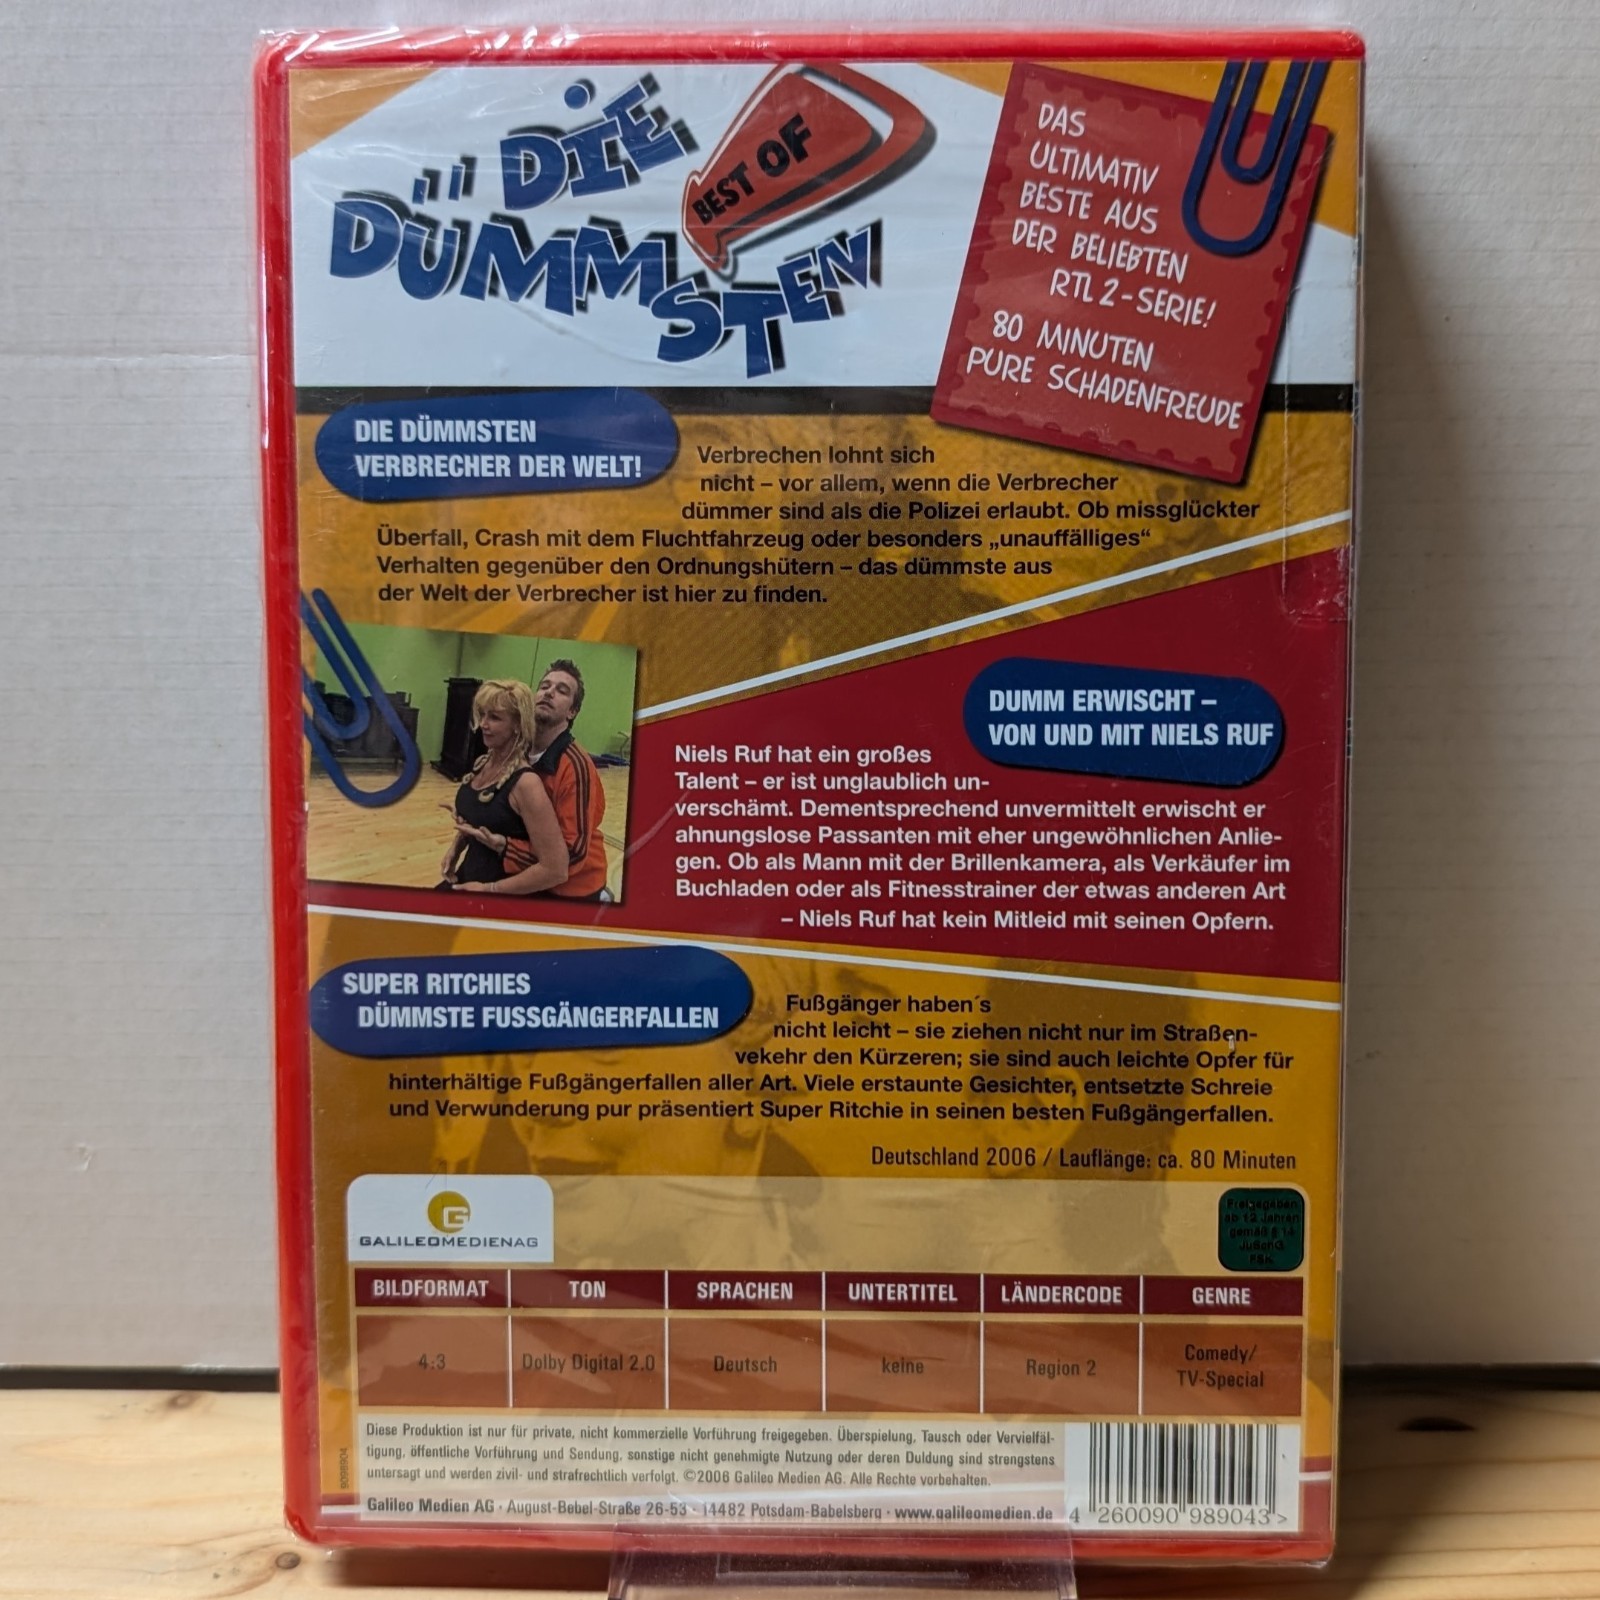 DIE
DÜMMSTEN
BEST OF
DAS
ULTIMATIV
BESTE AUS
DER BELIEBTEN
RTL 2-SERIE!
80 MINUTEN
PURE SCHADENFREUDE
DIE DÜMMSTEN
VERBRECHER DER WELT!
Verbrechen lohnt sich
nicht – vor allem, wenn die Verbrecher
dümmer sind als die Polizei erlaubt. Ob missglückter
Überfall, Crash mit dem Fluchtfahrzeug oder besonders „unauffälliges“
Verhalten gegenüber den Ordnungshütern – das dümmste aus
der Welt der Verbrecher ist hier zu finden.
DUMM ERWISCHT –
VON UND MIT NIELS RUF
Niels Ruf hat ein großes
Talent – er ist unglaublich un-
verschämt. Dementsprechend unvermittelt erwischt er
ahnungslose Passanten mit eher ungewöhnlichen Anlie-
gen. Ob als Mann mit der Brillenkamera, als Verkäufer im
Buchladen oder als Fitnesstrainer der etwas anderen Art
– Niels Ruf hat kein Mitleid mit seinen Opfern.
SUPER RITCHIES
DÜMMSTE FUSSGÄNGERFALLEN
Fußgänger haben´s
nicht leicht – sie ziehen nicht nur im Straßen-
vekehr den Kürzeren; sie sind auch leichte Opfer für
hinterhältige Fußgängerfallen aller Art. Viele erstaunte Gesichter, entsetzte Schreie
und Verwunderung pur präsentiert Super Ritchie in seinen besten Fußgängerfallen.
Deutschland 2006 / Lauflänge: ca. 80 Minuten
G
GALILEOMEDIENAG
Freigegeben
ab 12 Jahren
gemäß § 14
JuSchG
FSK
BILDFORMAT TON SPRACHEN UNTERTITEL LÄNDERCODE GENRE
4:3 Dolby Digital 2.0 Deutsch keine Region 2 Comedy/
TV-Special
Diese Produktion ist nur für private, nicht kommerzielle Vorführung freigegeben. Überspielung, Tausch oder Vervielfäl-
tigung, öffentliche Vorführung und Sendung, sonstige nicht genehmigte Nutzung oder deren Duldung sind strengstens
untersagt und werden zivil- und strafrechtlich verfolgt. ©2006 Galileo Medien AG. Alle Rechte vorbehalten.
Galileo Medien AG · August-Bebel-Straße 26-53 · 14482 Potsdam-Babelsberg · www.galileomedien.de
4 260090 989043 >
8098904